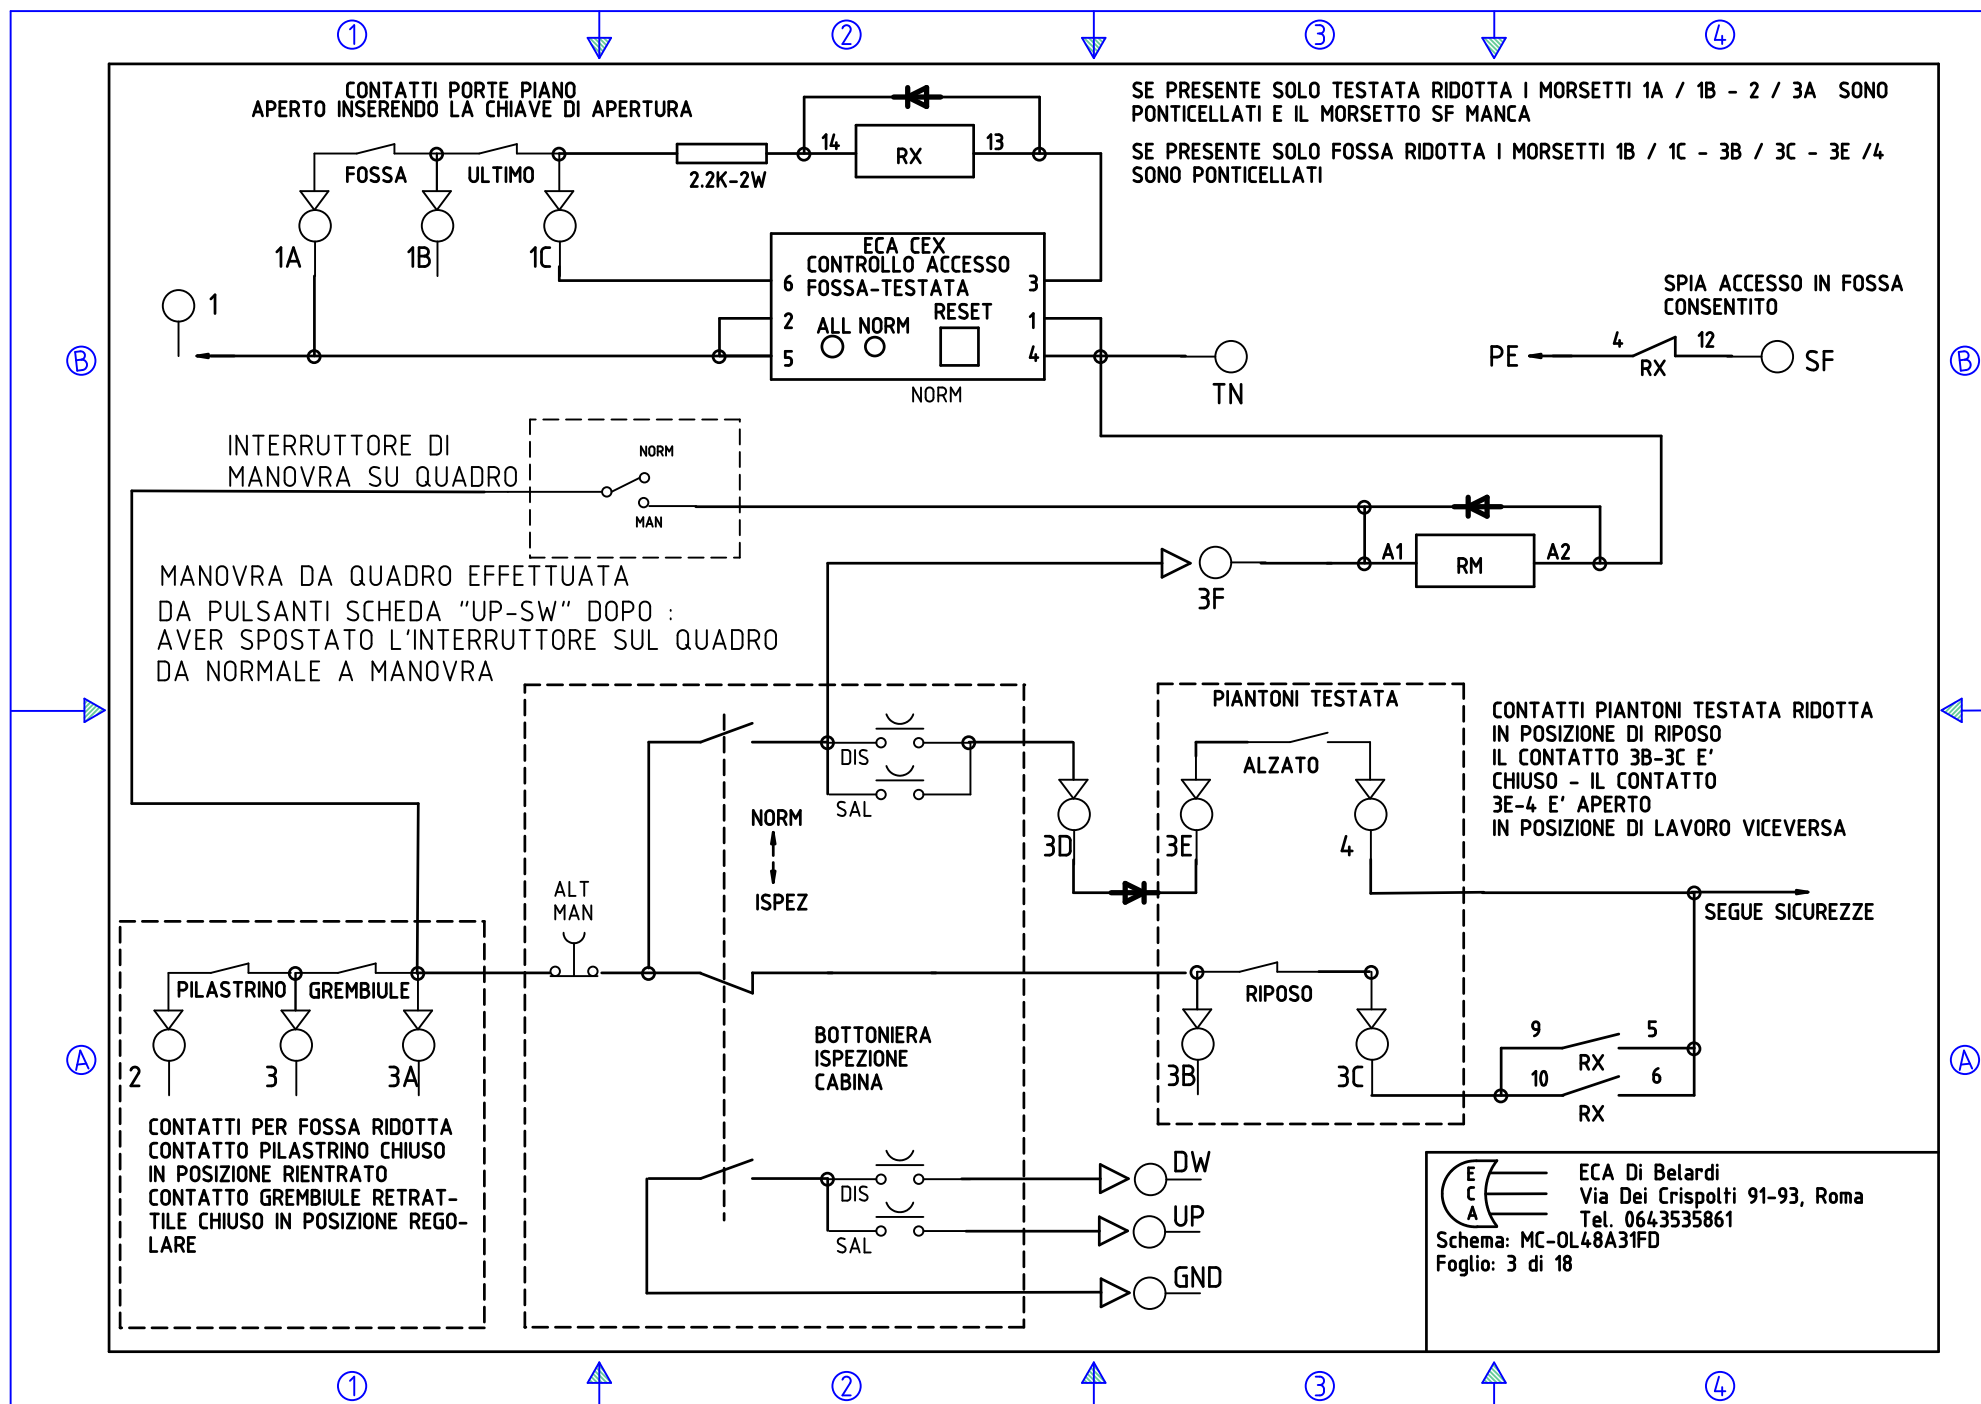 1
2
3
4
CONTATTI PORTE PIANO
APERTO INSERENDO LA CHIAVE DI APERTURA
FOSSA
ULTIMO
1A
1B
1C
1
2.2K-2W
14
RX
13
SE PRESENTE SOLO TESTATA RIDOTTA I MORSETTI 1A / 1B - 2 / 3A SONO
PONTICELLATI E IL MORSETTO SF MANCA
SE PRESENTE SOLO FOSSA RIDOTTA I MORSETTI 1B / 1C - 3B / 3C - 3E /4
SONO PONTICELLATI
ECA CEX
CONTROLLO ACCESSO
FOSSA-TESTATA
6
3
RESET
2
ALL NORM
1
5
4
NORM
TN
SPIA ACCESSO IN FOSSA
CONSENTITO
PE
4
RX
12
SF
B
B
INTERRUTTORE DI
MANOVRA SU QUADRO
NORM
MAN
A1
RM
A2
3F
MANOVRA DA QUADRO EFFETTUATA
DA PULSANTI SCHEDA "UP-SW" DOPO :
AVER SPOSTATO L'INTERRUTTORE SUL QUADRO
DA NORMALE A MANOVRA
DIS
SAL
NORM
ISPEZ
3D
PIANTONI TESTATA
ALZATO
3E
4
CONTATTI PIANTONI TESTATA RIDOTTA
IN POSIZIONE DI RIPOSO
IL CONTATTO 3B-3C E'
CHIUSO - IL CONTATTO
3E-4 E' APERTO
IN POSIZIONE DI LAVORO VICEVERSA
SEGUE SICUREZZE
ALT
MAN
PILASTRINO
GREMBIULE
2
3
3A
RIPOSO
3B
3C
9
RX
5
10
RX
6
BOTTONIERA
ISPEZIONE
CABINA
A
A
CONTATTI PER FOSSA RIDOTTA
CONTATTO PILASTRINO CHIUSO
IN POSIZIONE RIENTRATO
CONTATTO GREMBIULE RETRAT-
TILE CHIUSO IN POSIZIONE REGO-
LARE
DIS
SAL
DW
UP
GND
E
C
A
ECA Di Belardi
Via Dei Crispolti 91-93, Roma
Tel. 0643535861
Schema: MC-OL48A31FD
Foglio: 3 di 18
1
2
3
4